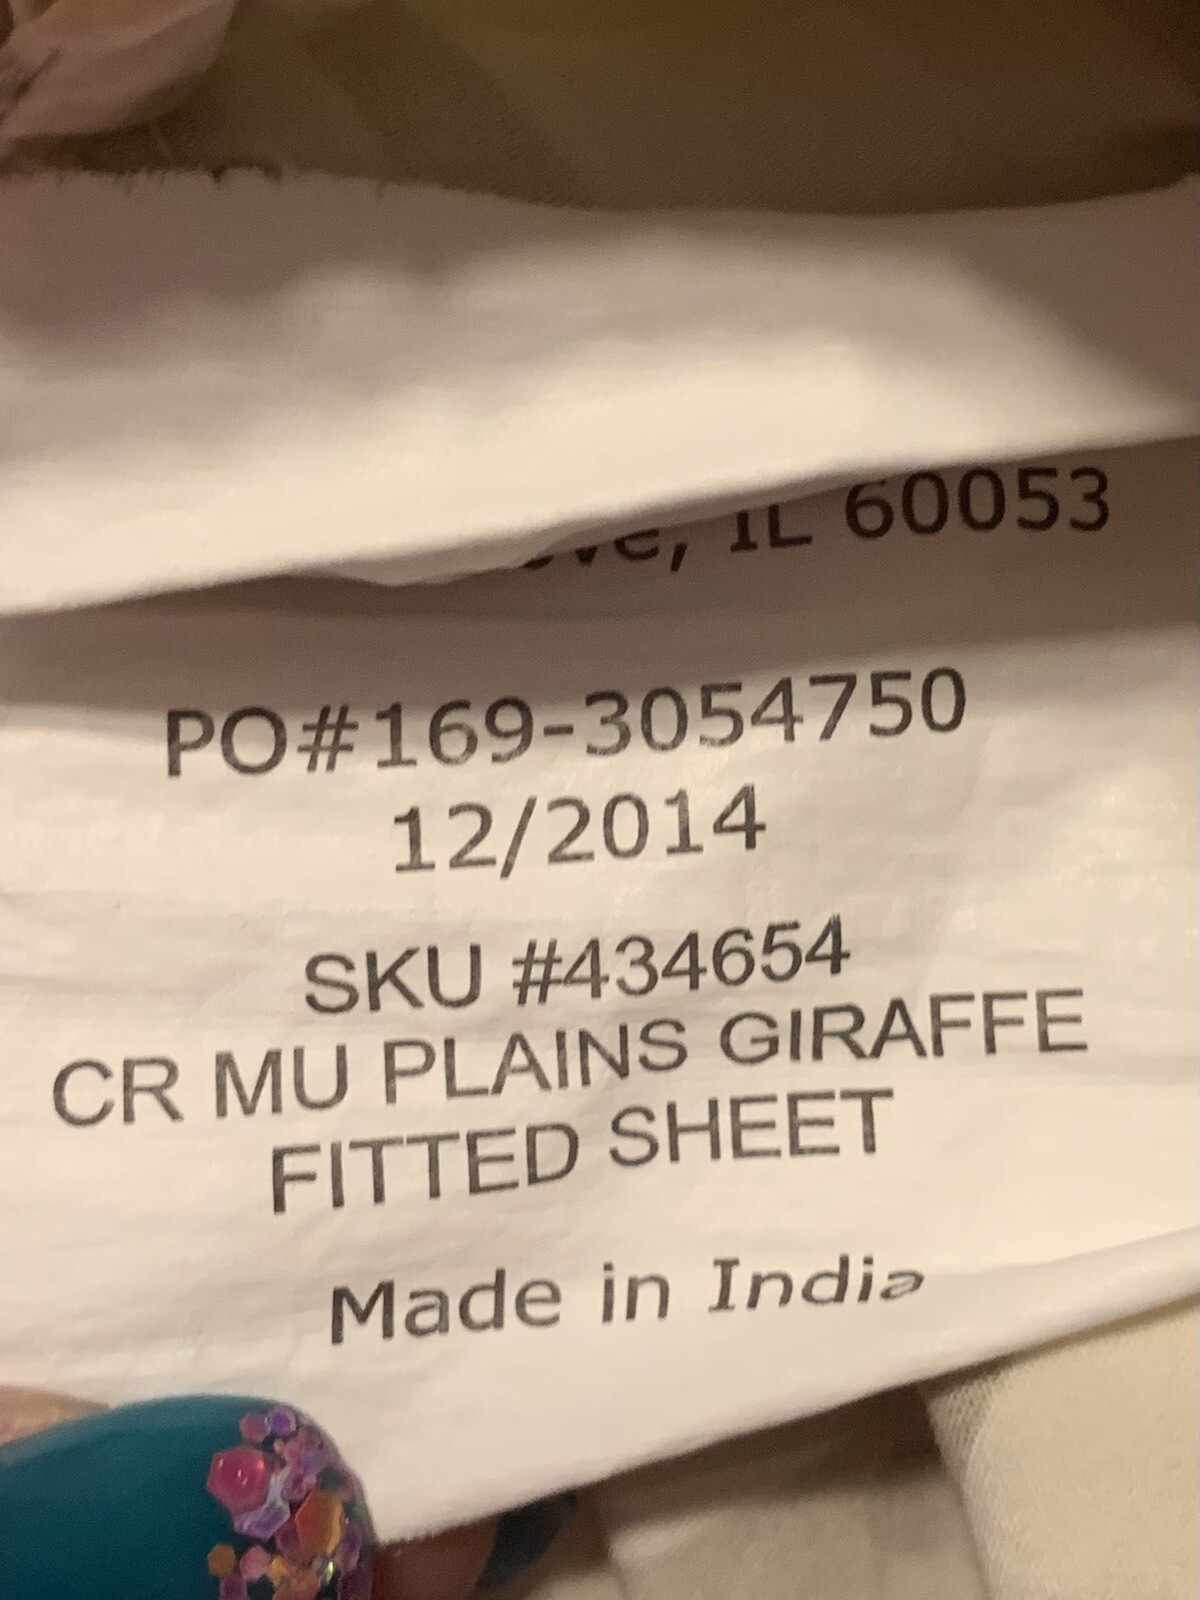 IL 60053
PO#169-3054750
12/2014
SKU #434654
CR MU PLAINS GIRAFFE
FITTED SHEET
Made in India